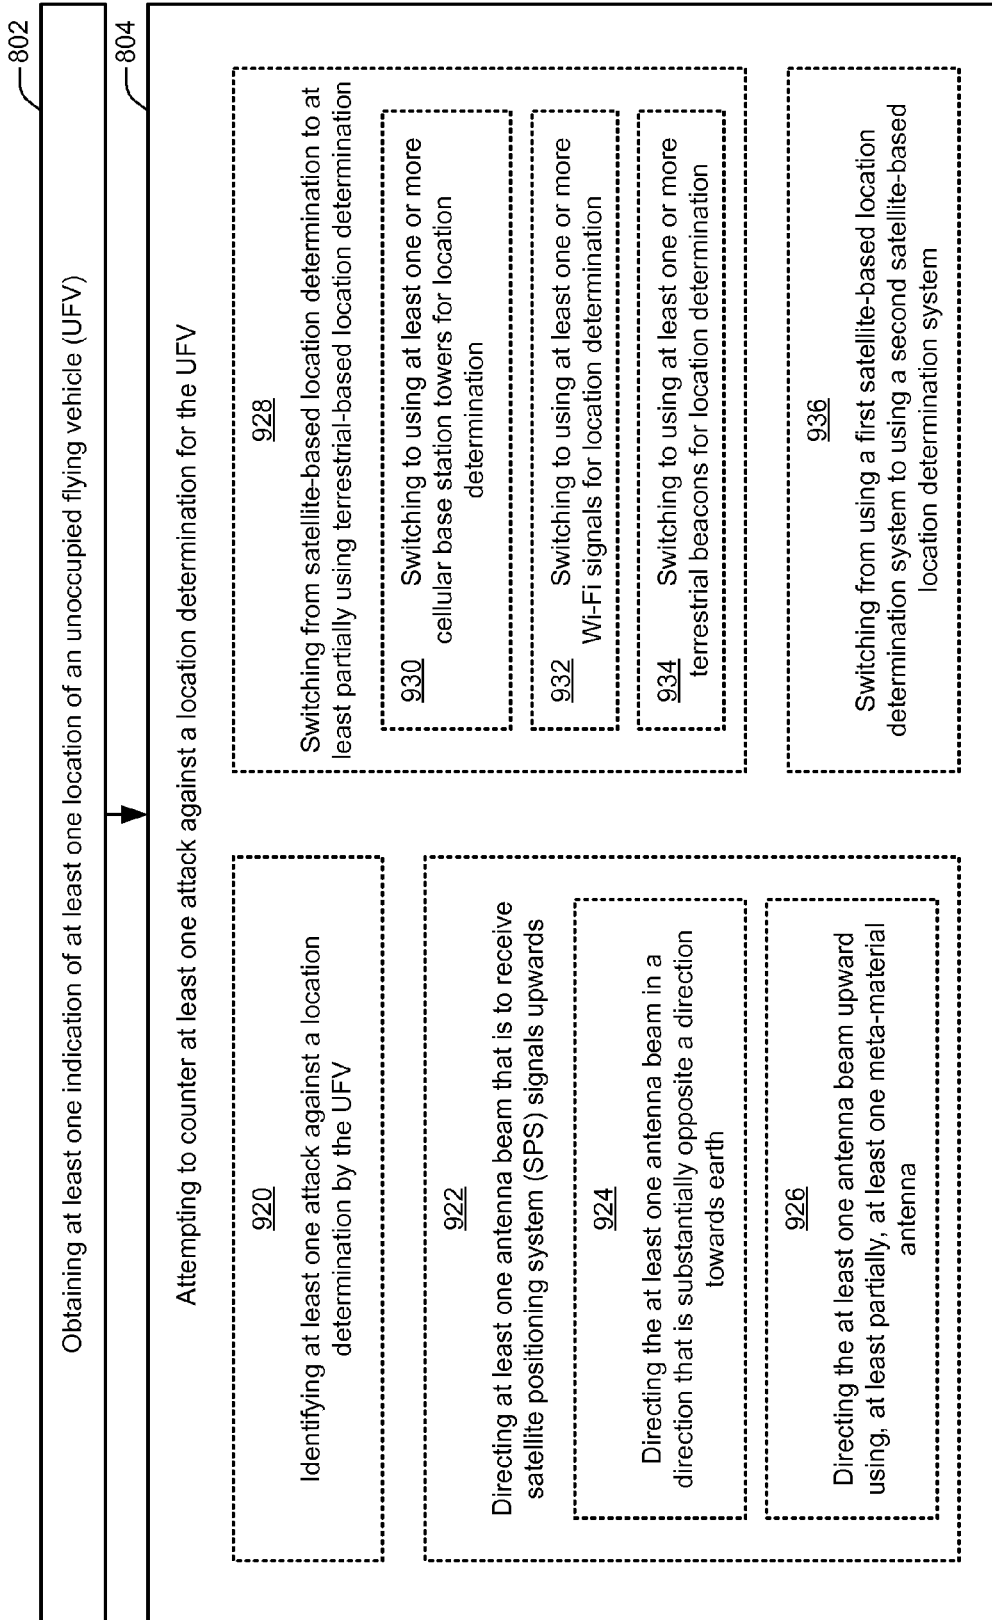 802
Obtaining at least one indication of at least one location of an unoccupied flying vehicle (UFV)
804
Attempting to counter at least one attack against a location determination for the UFV
920
Identifying at least one attack against a location
determination by the UFV
922
Directing at least one antenna beam that is to receive
satellite positioning system (SPS) signals upwards
924
Directing the at least one antenna beam in a
direction that is substantially opposite a direction
towards earth
926
Directing the at least one antenna beam upward
using, at least partially, at least one meta-material
antenna
928
Switching from satellite-based location determination to at
least partially using terrestrial-based location determination
930 Switching to using at least one or more
cellular base station towers for location
determination
932 Switching to using at least one or more
Wi-Fi signals for location determination
934 Switching to using at least one or more
terrestrial beacons for location determination
936
Switching from using a first satellite-based location
determination system to using a second satellite-based
location determination system